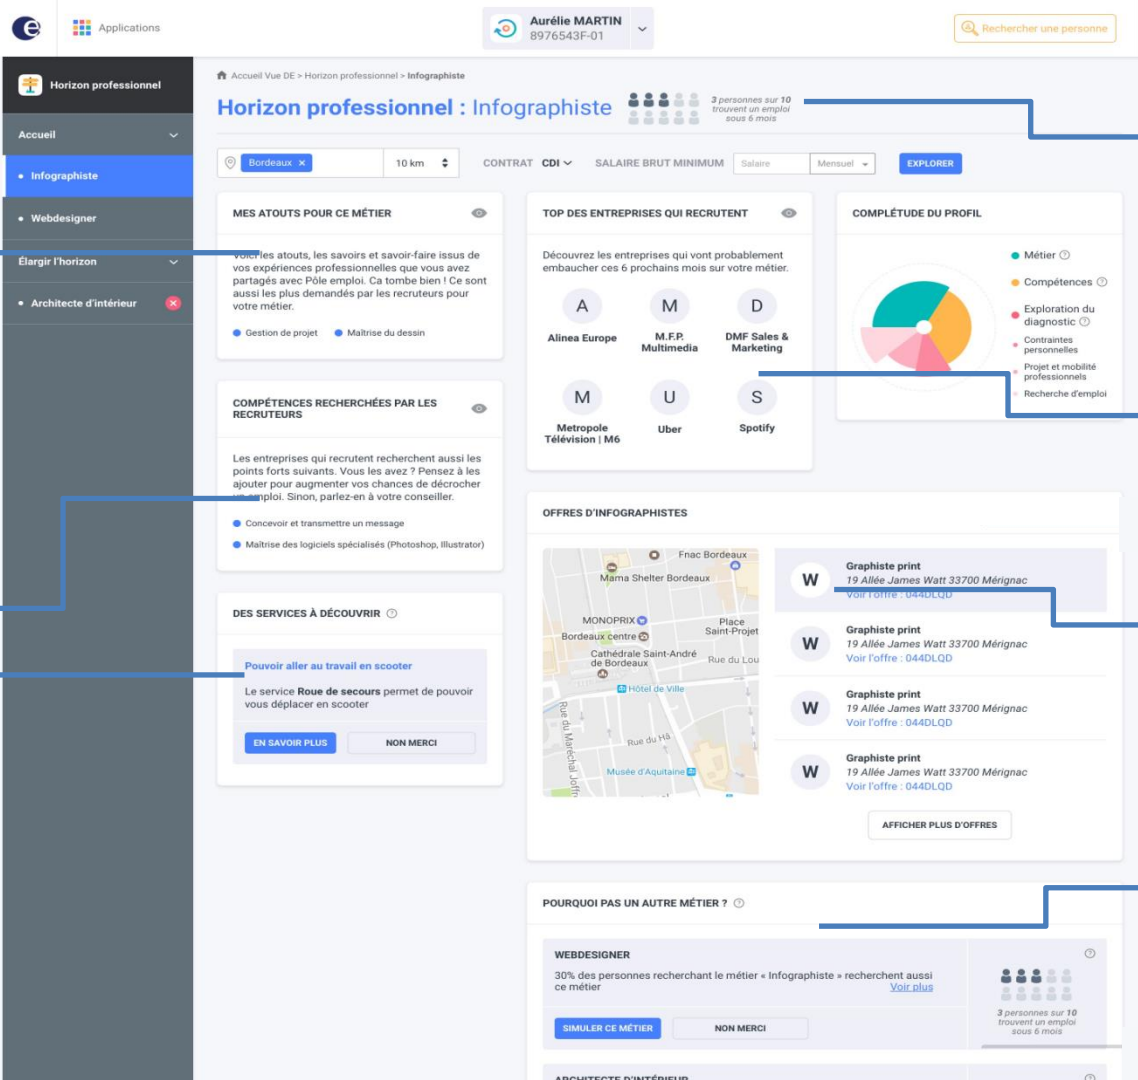 Applications
Aurélie MARTIN
8976543F-01
Rechercher une personne
Horizon professionnel
Accueil
Infographiste
Webdesigner
Élargir l'horizon
Architecte d'intérieur
Accueil Vue DE > Horizon professionnel > Infographiste
Horizon professionnel : Infographiste
3 personnes sur 10
trouvent un emploi
sous 6 mois
Bordeaux ×
10 km
CONTRAT CDI
SALAIRE BRUT MINIMUM
Salaire
Mensuel
EXPLORER
MES ATOUTS POUR CE MÉTIER
Voici les atouts, les savoirs et savoir-faire issus de
vos expériences professionnelles que vous avez
partagés avec Pôle emploi. Ca tombe bien ! Ce sont
aussi les plus demandés par les recruteurs pour
votre métier.
Gestion de projet
Maîtrise du dessin
COMPÉTENCES RECHERCHÉES PAR LES
RECRUTEURS
Les entreprises qui recrutent recherchent aussi les
points forts suivants. Vous les avez ? Pensez à les
ajouter pour augmenter vos chances de décrocher
un emploi. Sinon, parlez-en à votre conseiller.
Concevoir et transmettre un message
Maîtrise des logiciels spécialisés (Photoshop, Illustrator)
DES SERVICES À DÉCOUVRIR
Pouvoir aller au travail en scooter
Le service Roue de secours permet de pouvoir
vous déplacer en scooter
EN SAVOIR PLUS
NON MERCI
TOP DES ENTREPRISES QUI RECRUTENT
Découvrez les entreprises qui vont probablement
embaucher ces 6 prochains mois sur votre métier.
A
Alinea Europe
M
M.F.P.
Multimedia
D
DMF Sales &
Marketing
M
Metropole
Télévision | M6
U
Uber
S
Spotify
COMPLÉTUDE DU PROFIL
Métier
Compétences
Exploration du
diagnostic
Contraintes
personnelles
Projet et mobilité
professionnels
Recherche d'emploi
OFFRES D'INFOGRAPHISTES
Fnac Bordeaux
Mama Shelter Bordeaux
MONOPRIX
Place
Saint-Projet
Bordeaux centre
Cathédrale Saint-André
de Bordeaux
Rue du Lou
Hôtel de Ville
Rue du Maréchal Joffre
Rue du Hâ
Musée d'Aquitaine
W
Graphiste print
19 Allée James Watt 33700 Mérignac
Voir l'offre : 044DLQD
W
Graphiste print
19 Allée James Watt 33700 Mérignac
Voir l'offre : 044DLQD
W
Graphiste print
19 Allée James Watt 33700 Mérignac
Voir l'offre : 044DLQD
W
Graphiste print
19 Allée James Watt 33700 Mérignac
Voir l'offre : 044DLQD
AFFICHER PLUS D'OFFRES
POURQUOI PAS UN AUTRE MÉTIER ?
WEBDESIGNER
30% des personnes recherchant le métier « Infographiste » recherchent aussi
ce métier
Voir plus
SIMULER CE MÉTIER
NON MERCI
3 personnes sur 10
trouvent un emploi
sous 6 mois
ARCHITECTE D'INTÉRIEUR